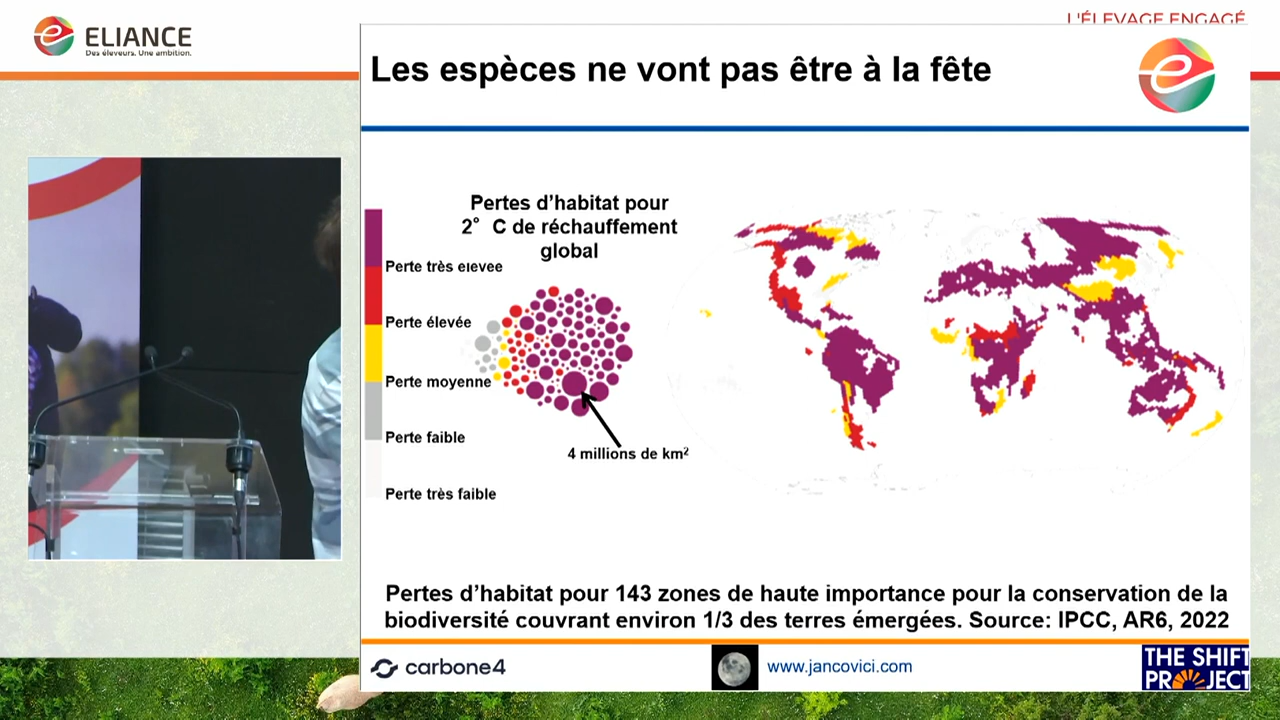 ELIANCE
Des éleveurs. Une ambition.
L'ÉLEVAGE ENGAGÉ
Les espèces ne vont pas être à la fête
Pertes d'habitat pour
2° C de réchauffement
global
Perte très élevée
Perte élevée
Perte moyenne
Perte faible
Perte très faible
4 millions de km²
Pertes d'habitat pour 143 zones de haute importance pour la conservation de la
biodiversité couvrant environ 1/3 des terres émergées. Source: IPCC, AR6, 2022
carbone4
www.jancovici.com
THE SHIFT
PROJECT